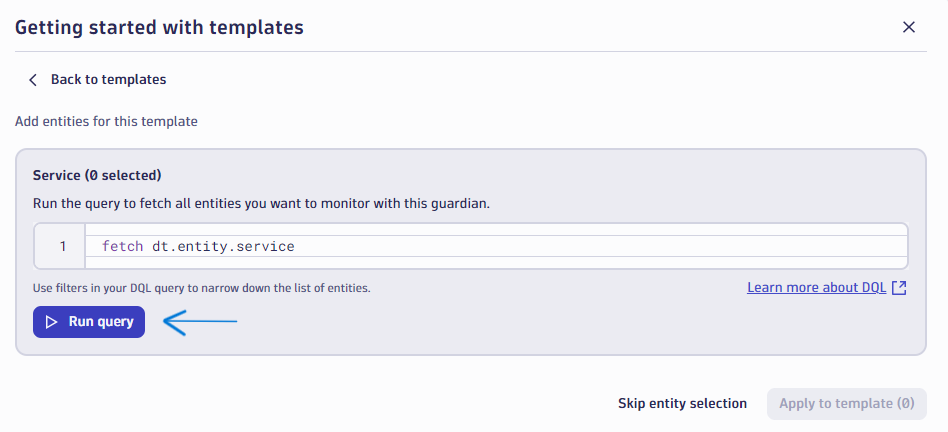 Getting started with templates
Back to templates
Add entities for this template
Service (0 selected)
Run the query to fetch all entities you want to monitor with this guardian.
1 fetch dt.entity.service
Use filters in your DQL query to narrow down the list of entities. Learn more about DQL
Run query
Skip entity selection Apply to template (0)